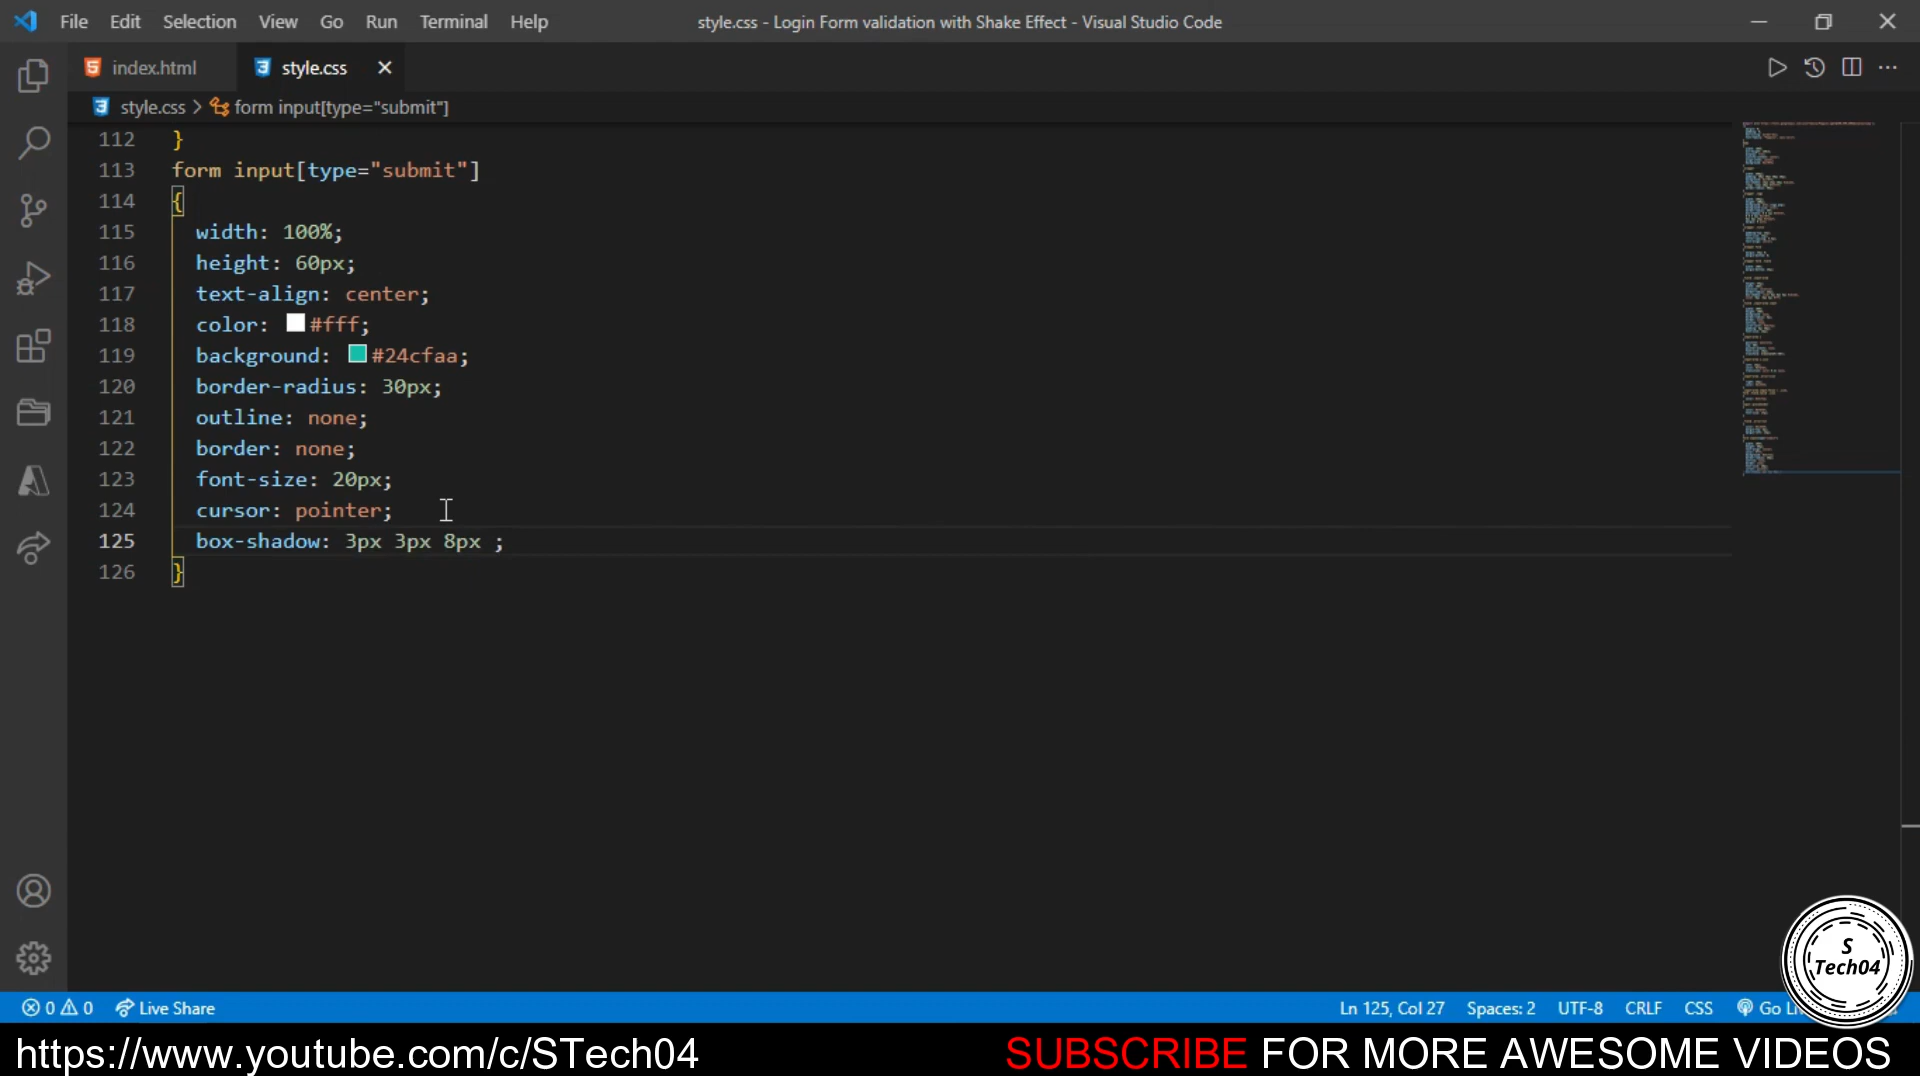 File Edit Selection View Go Run Terminal Help
style.css - Login Form validation with Shake Effect - Visual Studio Code
index.html
style.css
style.css > form input[type="submit"]
112 }
113 form input[type="submit"]
114 {
115 width: 100%;
116 height: 60px;
117 text-align: center;
118 color: #fff;
119 background: #24cfaa;
120 border-radius: 30px;
121 outline: none;
122 border: none;
123 font-size: 20px;
124 cursor: pointer;
125 box-shadow: 3px 3px 8px ;
126 }
S
Tech04
0 0 Live Share
Ln 125, Col 27 Spaces: 2 UTF-8 CRLF CSS Go
https://www.youtube.com/c/STech04
SUBSCRIBE FOR MORE AWESOME VIDEOS